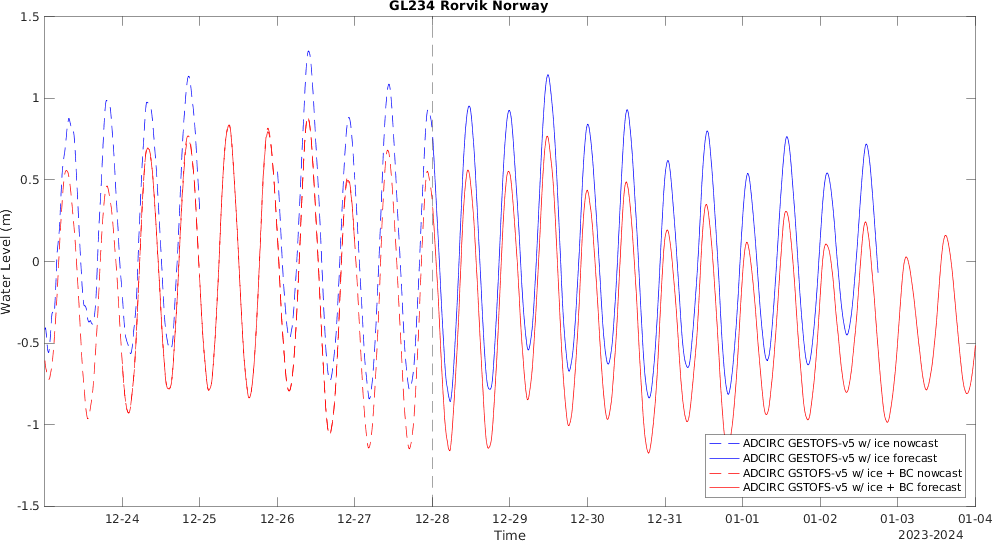 GL234 Rorvik Norway
1.5
1
0.5
0
-0.5
-1
-1.5
Water Level (m)
12-24 12-25 12-26 12-27 12-28 12-29 12-30 12-31 01-01 01-02 01-03 01-04
Time
2023-2024
ADCIRC GESTOFS-v5 w/ ice nowcast
ADCIRC GESTOFS-v5 w/ ice forecast
ADCIRC GSTOFS-v5 w/ ice + BC nowcast
ADCIRC GSTOFS-v5 w/ ice + BC forecast